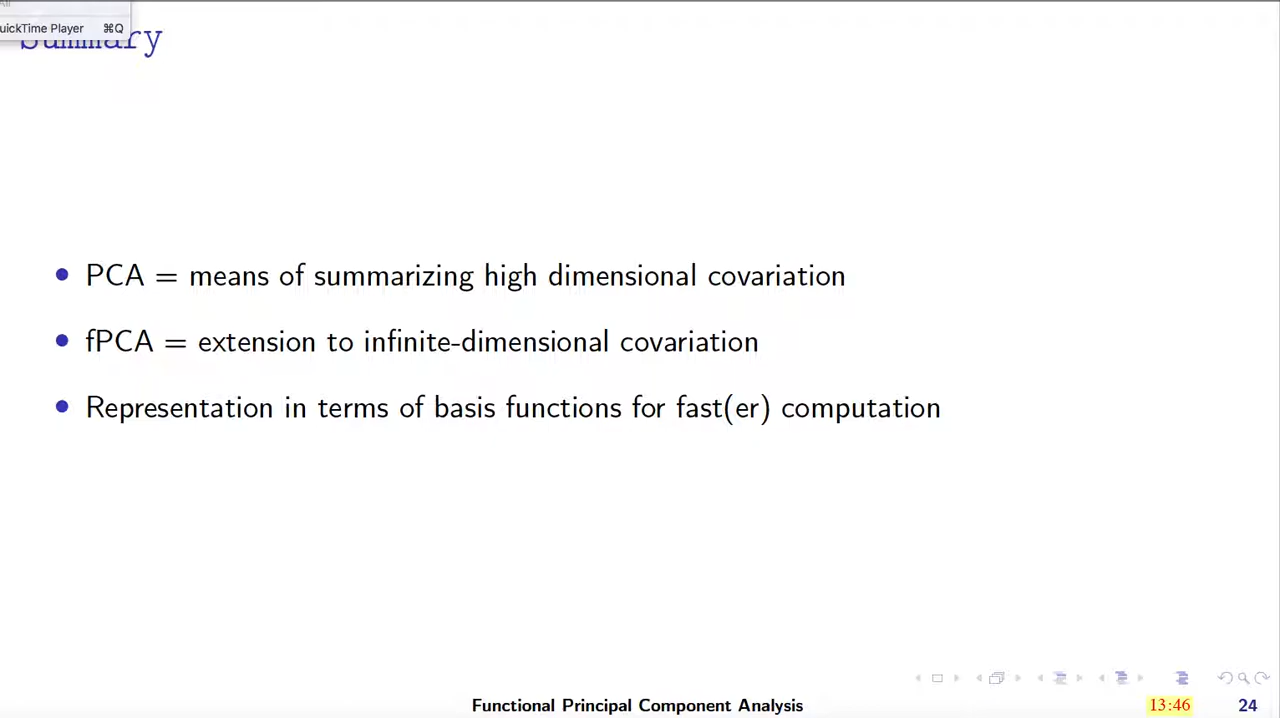 uickTime Player ⌘Q
Summary
• PCA = means of summarizing high dimensional covariation
• fPCA = extension to infinite-dimensional covariation
• Representation in terms of basis functions for fast(er) computation
Functional Principal Component Analysis 13:46 24